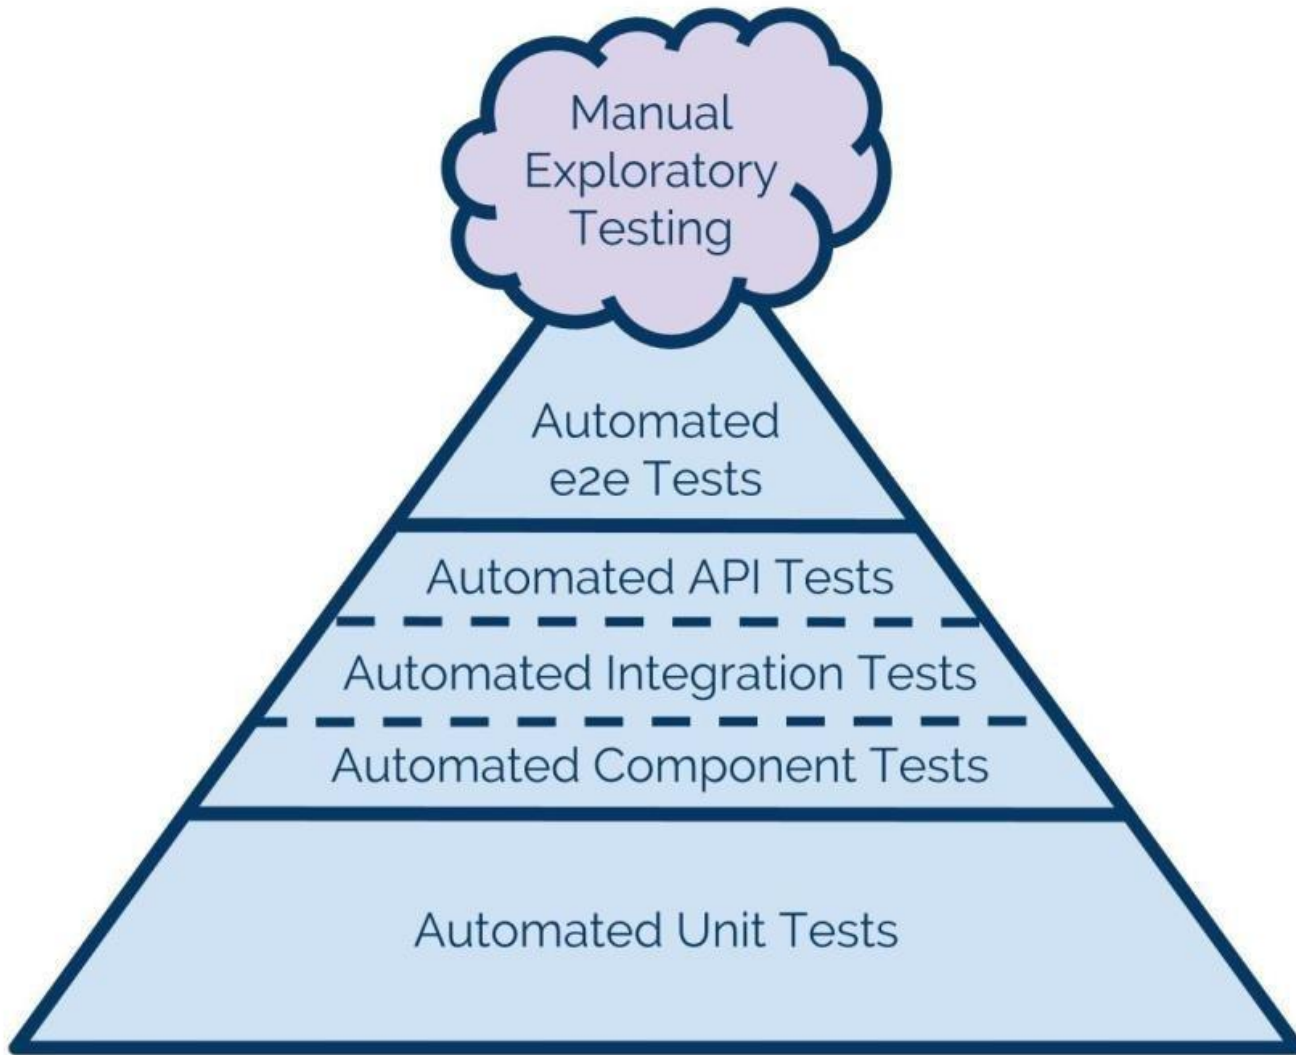 Manual
Exploratory
Testing
Automated
e2e Tests
Automated API Tests
Automated Integration Tests
Automated Component Tests
Automated Unit Tests